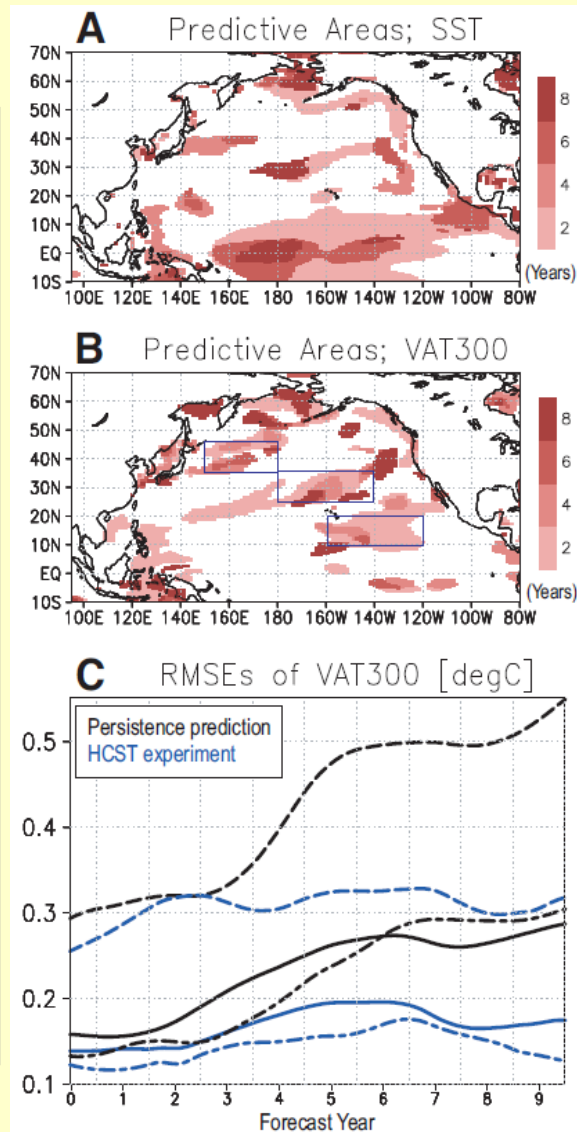 A Predictive Areas; SST
70N
60N
50N
40N
30N
20N
10N
EQ
10S
100E 120E 140E 160E 180 160W 140W 120W 100W 80W
8
6
4
2
(Years)
B Predictive Areas; VAT300
70N
60N
50N
40N
30N
20N
10N
EQ
10S
100E 120E 140E 160E 180 160W 140W 120W 100W 80W
8
6
4
2
(Years)
C RMSEs of VAT300 [degC]
Persistence prediction
HCST experiment
0.5
0.4
0.3
0.2
0.1
0 1 2 3 4 5 6 7 8 9
Forecast Year